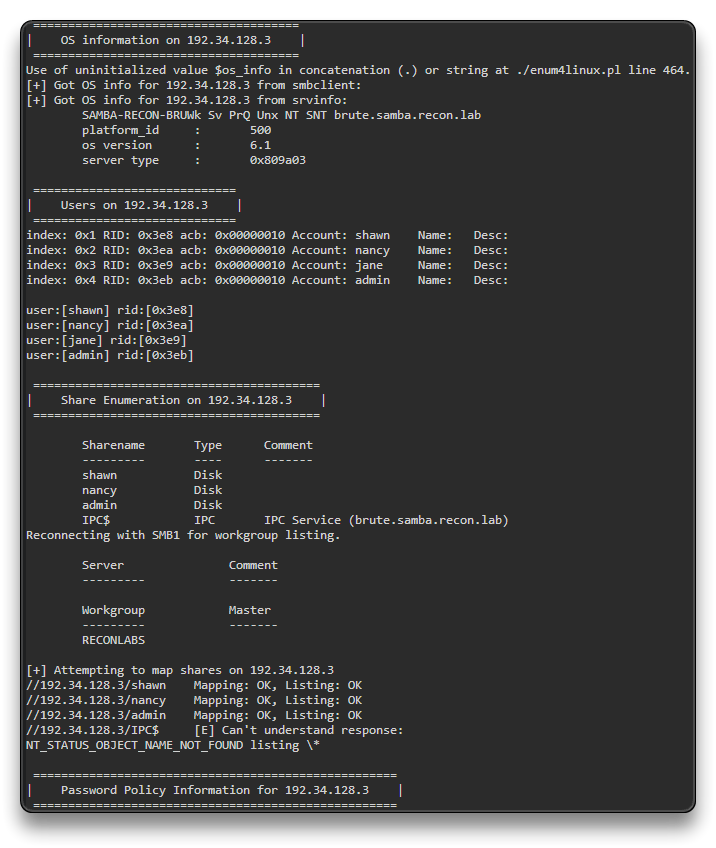 ======================================
|    OS information on 192.34.128.3    |
 ======================================
Use of uninitialized value $os_info in concatenation (.) or string at ./enum4linux.pl line 464.
[+] Got OS info for 192.34.128.3 from smbclient:
[+] Got OS info for 192.34.128.3 from srvinfo:
        SAMBA-RECON-BRUWk Sv PrQ Unx NT SNT brute.samba.recon.lab
        platform_id     :       500
        os version      :       6.1
        server type     :       0x809a03
 =============================
|    Users on 192.34.128.3    |
 =============================
index: 0x1 RID: 0x3e8 acb: 0x00000010 Account: shawn    Name:   Desc:
index: 0x2 RID: 0x3ea acb: 0x00000010 Account: nancy    Name:   Desc:
index: 0x3 RID: 0x3e9 acb: 0x00000010 Account: jane     Name:   Desc:
index: 0x4 RID: 0x3eb acb: 0x00000010 Account: admin    Name:   Desc:
user:[shawn] rid:[0x3e8]
user:[nancy] rid:[0x3ea]
user:[jane] rid:[0x3e9]
user:[admin] rid:[0x3eb]
 =========================================
|    Share Enumeration on 192.34.128.3    |
 =========================================
        Sharename       Type      Comment
        ---------       ----      -------
        shawn           Disk
        nancy           Disk
        admin           Disk
        IPC$            IPC       IPC Service (brute.samba.recon.lab)
Reconnecting with SMB1 for workgroup listing.
        Server               Comment
        ---------            -------
        Workgroup            Master
        ---------            -------
        RECONLABS
[+] Attempting to map shares on 192.34.128.3
//192.34.128.3/shawn    Mapping: OK, Listing: OK
//192.34.128.3/nancy    Mapping: OK, Listing: OK
//192.34.128.3/admin    Mapping: OK, Listing: OK
//192.34.128.3/IPC$     [E] Can't understand response:
NT_STATUS_OBJECT_NAME_NOT_FOUND listing \*
 ====================================================
|    Password Policy Information for 192.34.128.3    |
 ====================================================